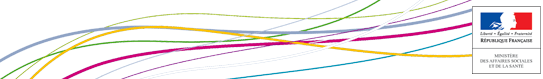 Liberté • Égalité • Fraternité
RÉPUBLIQUE FRANÇAISE
MINISTÈRE
DES AFFAIRES SOCIALES
ET DE LA SANTÉ